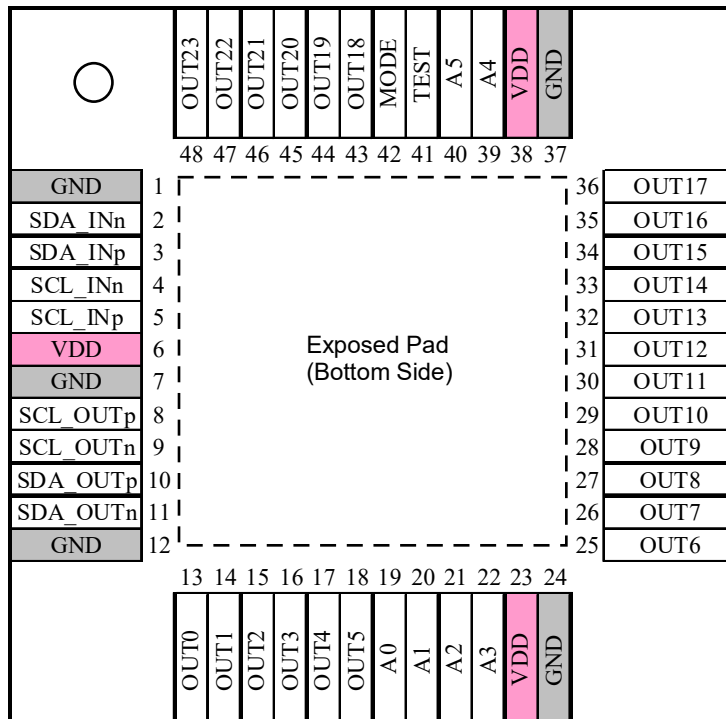 OUT23 OUT22 OUT21 OUT20 OUT19 OUT18 MODE TEST A5 A4 VDD GND
48 47 46 45 44 43 42 41 40 39 38 37
GND 1 36 OUT17
SDA_INn 2 35 OUT16
SDA_INp 3 34 OUT15
SCL_INn 4 33 OUT14
SCL_INp 5 32 OUT13
VDD 6 31 OUT12
Exposed Pad
(Bottom Side)
GND 7 30 OUT11
SCL_OUTp 8 29 OUT10
SCL_OUTn 9 28 OUT9
SDA_OUTp 10 27 OUT8
SDA_OUTn 11 26 OUT7
GND 12 25 OUT6
13 14 15 16 17 18 19 20 21 22 23 24
OUT0 OUT1 OUT2 OUT3 OUT4 OUT5 A0 A1 A2 A3 VDD GND